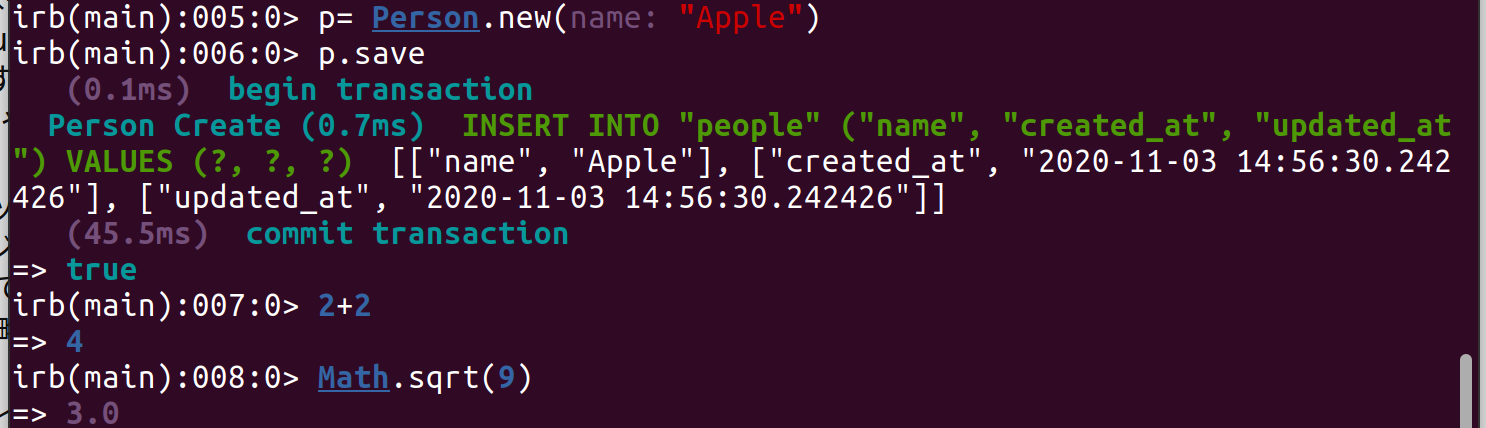 irb(main):005:0> p= Person.new(name: "Apple")
irb(main):006:0> p.save
(0.1ms)  begin transaction
Person Create (0.7ms)  INSERT INTO "people" ("name", "created_at", "updated_at
") VALUES (?, ?, ?)  [["name", "Apple"], ["created_at", "2020-11-03 14:56:30.242
426"], ["updated_at", "2020-11-03 14:56:30.242426"]]
(45.5ms)  commit transaction
=> true
irb(main):007:0> 2+2
=> 4
irb(main):008:0> Math.sqrt(9)
=> 3.0